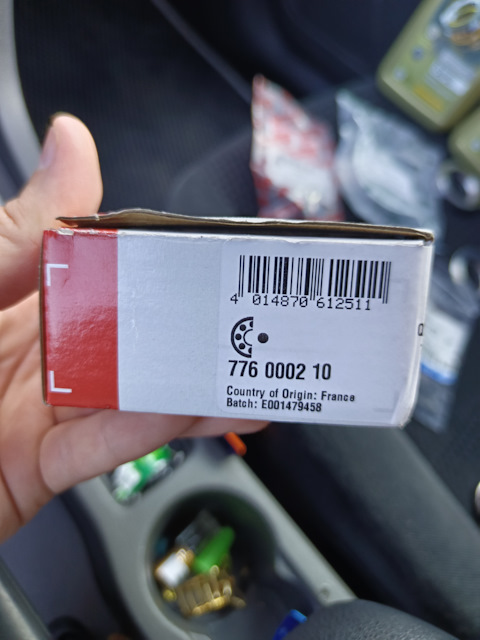 4 014870 612511
776 0002 10
Country of Origin: France
Batch: E001479458